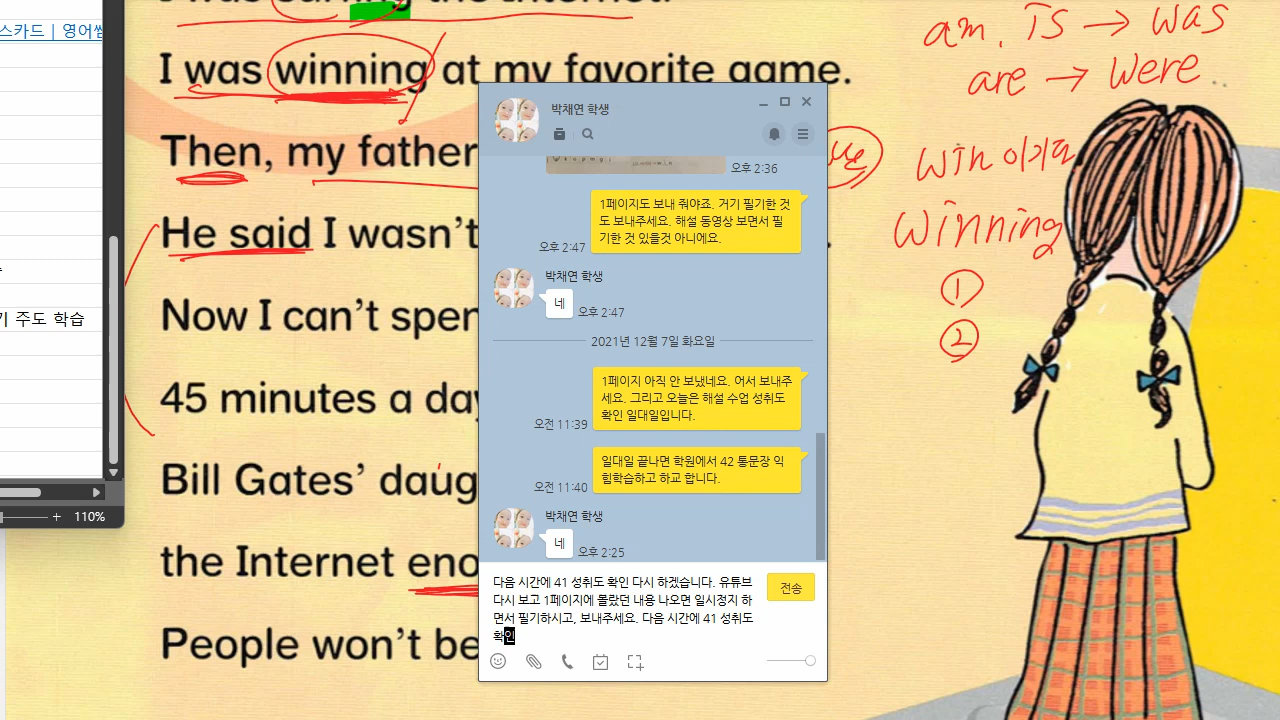 I was winning at my favorite game.
Then, my father
He said I wasn't
Now I can't spen
45 minutes a day
Bill Gates' daug
the Internet eno
People won't be
am, is → was
are → were
win 이기다
winning
①
②
스카드 | 영어쌤
기 주도 학습
110%
박채연 학생
오후 2:36
1페이지도 보내 줘야죠. 거기 필기한 것
도 보내주세요. 해설 동영상 보면서 필
기한 것 있을것 아니에요.
오후 2:47
박채연 학생
네
오후 2:47
2021년 12월 7일 화요일
1페이지 아직 안 보냈네요. 어서 보내주
세요. 그리고 오늘은 해설 수업 성취도
확인 일대일입니다.
오전 11:39
일대일 끝나면 학원에서 42 통문장 익
힘학습하고 하교 합니다.
오전 11:40
박채연 학생
네
오후 2:25
다음 시간에 41 성취도 확인 다시 하겠습니다. 유튜브
다시 보고 1페이지에 몰랐던 내용 나오면 일시정지 하
면서 필기하시고, 보내주세요. 다음 시간에 41 성취도
확인
전송